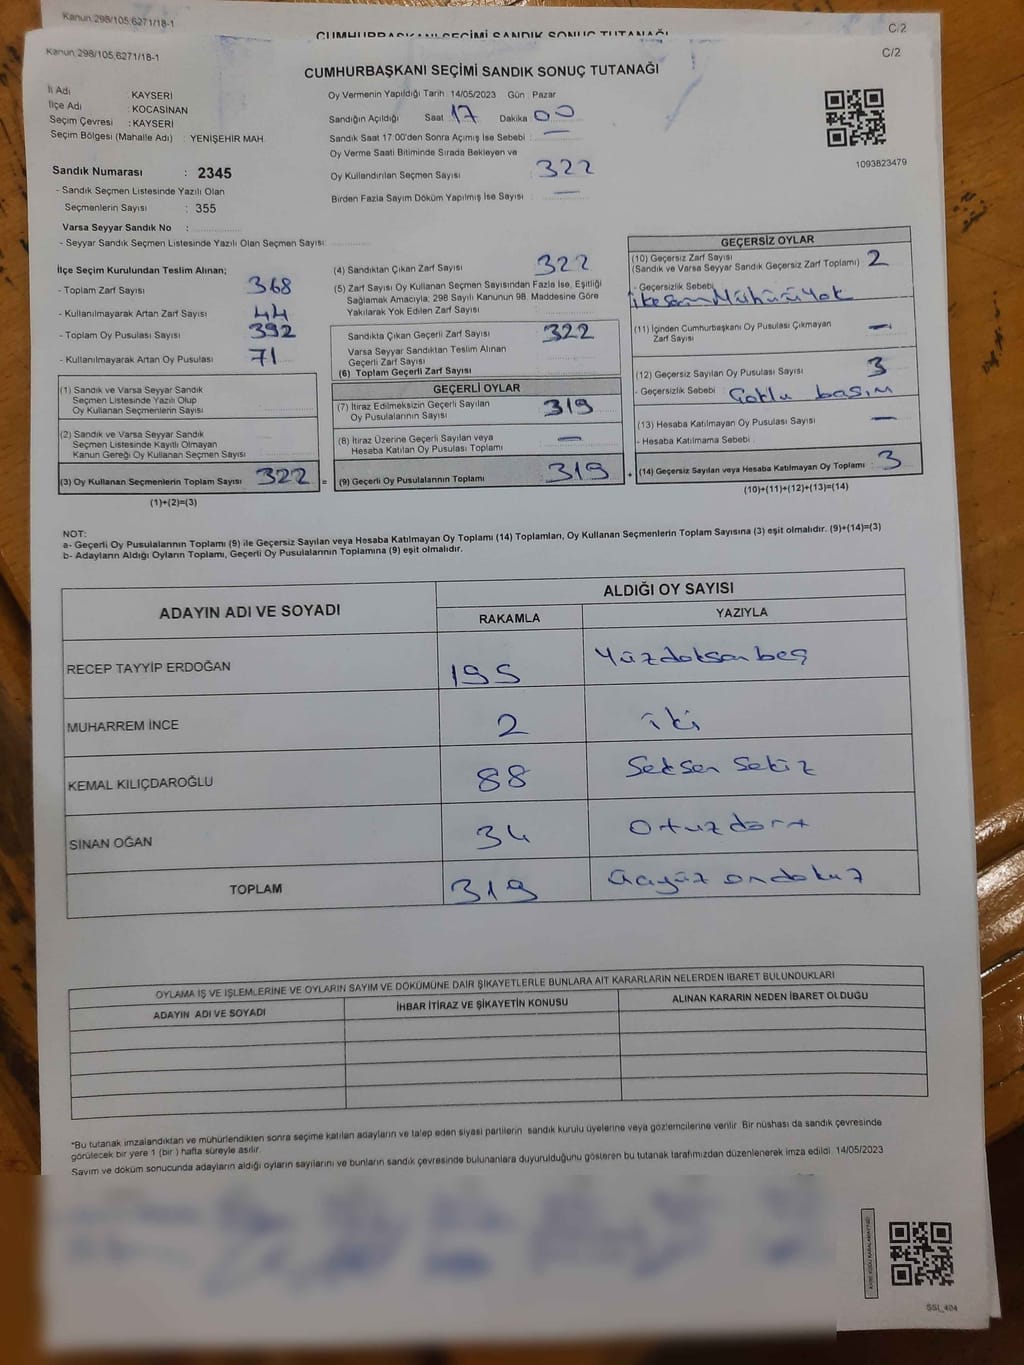 Kanun:298/105,6271/18-1
C/2
CUMHURBAŞKANI SEÇİMİ SANDIK SONUÇ TUTANAĞI
Kanun:298/105,6271/18-1
C/2
CUMHURBAŞKANI SEÇİMİ SANDIK SONUÇ TUTANAĞI
İl Adı : KAYSERİ
İlçe Adı : KOCASİNAN
Seçim Çevresi : KAYSERİ
Seçim Bölgesi (Mahalle Adı) : YENİŞEHİR MAH
Sandık Numarası : 2345
- Sandık Seçmen Listesinde Yazılı Olan
Seçmenlerin Sayısı : 355
Varsa Seyyar Sandık No :
- Seyyar Sandık Seçmen Listesinde Yazılı Olan Seçmen Sayısı:
Oy Vermenin Yapıldığı Tarih : 14/05/2023 Gün : Pazar
Sandığın Açıldığı Saat : 17 Dakika : 00
Sandık Saat 17:00'den Sonra Açımış İse Sebebi : —
Oy Verme Saati Bitiminde Sırada Bekleyen ve
Oy Kullandırılan Seçmen Sayısı : 322
Birden Fazla Sayım Döküm Yapılmış İse Sayısı : —
1093823479
İlçe Seçim Kurulundan Teslim Alınan;
- Toplam Zarf Sayısı : 368
- Kullanılmayarak Artan Zarf Sayısı : 44
- Toplam Oy Pusulası Sayısı : 392
- Kullanılmayarak Artan Oy Pusulası : 71
(1) Sandık ve Varsa Seyyar Sandık
Seçmen Listesinde Yazılı Olup
Oy Kullanan Seçmenlerin Sayısı :
(2) Sandık ve Varsa Seyyar Sandık
Seçmen Listesinde Kayıtlı Olmayan
Kanun Gereği Oy Kullanan Seçmen Sayısı :
(3) Oy Kullanan Seçmenlerin Toplam Sayısı : 322 =
(1)+(2)=(3)
(4) Sandıktan Çıkan Zarf Sayısı : 322
(5) Zarf Sayısı Oy Kullanan Seçmen Sayısından Fazla İse, Eşitliği
Sağlamak Amacıyla; 298 Sayılı Kanunun 98. Maddesine Göre
Yakılarak Yok Edilen Zarf Sayısı :
Sandıkta Çıkan Geçerli Zarf Sayısı : 322
Varsa Seyyar Sandıktan Teslim Alınan
Geçerli Zarf Sayısı :
(6) Toplam Geçerli Zarf Sayısı :
GEÇERLİ OYLAR
(7) İtiraz Edilmeksizin Geçerli Sayılan
Oy Pusulalarının Sayısı : 319
(8) İtiraz Üzerine Geçerli Sayılan veya
Hesaba Katılan Oy Pusulası Toplamı : —
(9) Geçerli Oy Pusulalarının Toplamı : 319 +
GEÇERSİZ OYLAR
(10) Geçersiz Zarf Sayısı
(Sandık ve Varsa Seyyar Sandık Geçersiz Zarf Toplamı) : 2
- Geçersizlik Sebebi :
Mühürü Yok
(11) İçinden Cumhurbaşkanı Oy Pusulası Çıkmayan
Zarf Sayısı : —
(12) Geçersiz Sayılan Oy Pusulası Sayısı : 3
- Geçersizlik Sebebi : Çoklu basım
(13) Hesaba Katılmayan Oy Pusulası Sayısı : —
- Hesaba Katılmama Sebebi :
(14) Geçersiz Sayılan veya Hesaba Katılmayan Oy Toplamı : 3
(10)+(11)+(12)+(13)=(14)
NOT:
a- Geçerli Oy Pusulalarının Toplamı (9) ile Geçersiz Sayılan veya Hesaba Katılmayan Oy Toplamı (14) Toplamları, Oy Kullanan Seçmenlerin Toplam Sayısına (3) eşit olmalıdır. (9)+(14)=(3)
b- Adayların Aldığı Oyların Toplamı, Geçerli Oy Pusulalarının Toplamına (9) eşit olmalıdır.
ADAYIN ADI VE SOYADI
ALDIĞI OY SAYISI
RAKAMLA YAZIYLA
RECEP TAYYİP ERDOĞAN 195 Yüzdoksanbeş
MUHARREM İNCE 2 iki
KEMAL KILIÇDAROĞLU 88 Seksen Sekiz
SİNAN OĞAN 34 Otuzdört
TOPLAM 319 Üçyüz ondokuz
OYLAMA İŞ VE İŞLEMLERİNE VE OYLARIN SAYIM VE DÖKÜMÜNE DAİR ŞİKAYETLERLE BUNLARA AİT KARARLARIN NELERDEN İBARET BULUNDUKLARI
ADAYIN ADI VE SOYADI İHBAR İTİRAZ VE ŞİKAYETİN KONUSU ALINAN KARARIN NEDEN İBARET OLDUĞU
*Bu tutanak imzalandıktan ve mühürlendikten sonra seçime katılan adayların ve talep eden siyasi partilerin sandık kurulu üyelerine veya gözlemcilerine verilir. Bir nüshası da sandık çevresinde
görülecek bir yere 1 (bir) hafta süreyle asılır.
Sayım ve döküm sonucunda adayların aldığı oyların sayılarını ve bunların sandık çevresinde bulunanlara duyurulduğunu gösteren bu tutanak tarafımızdan düzenlenerek imza edildi. 14/05/2023
SSI_404